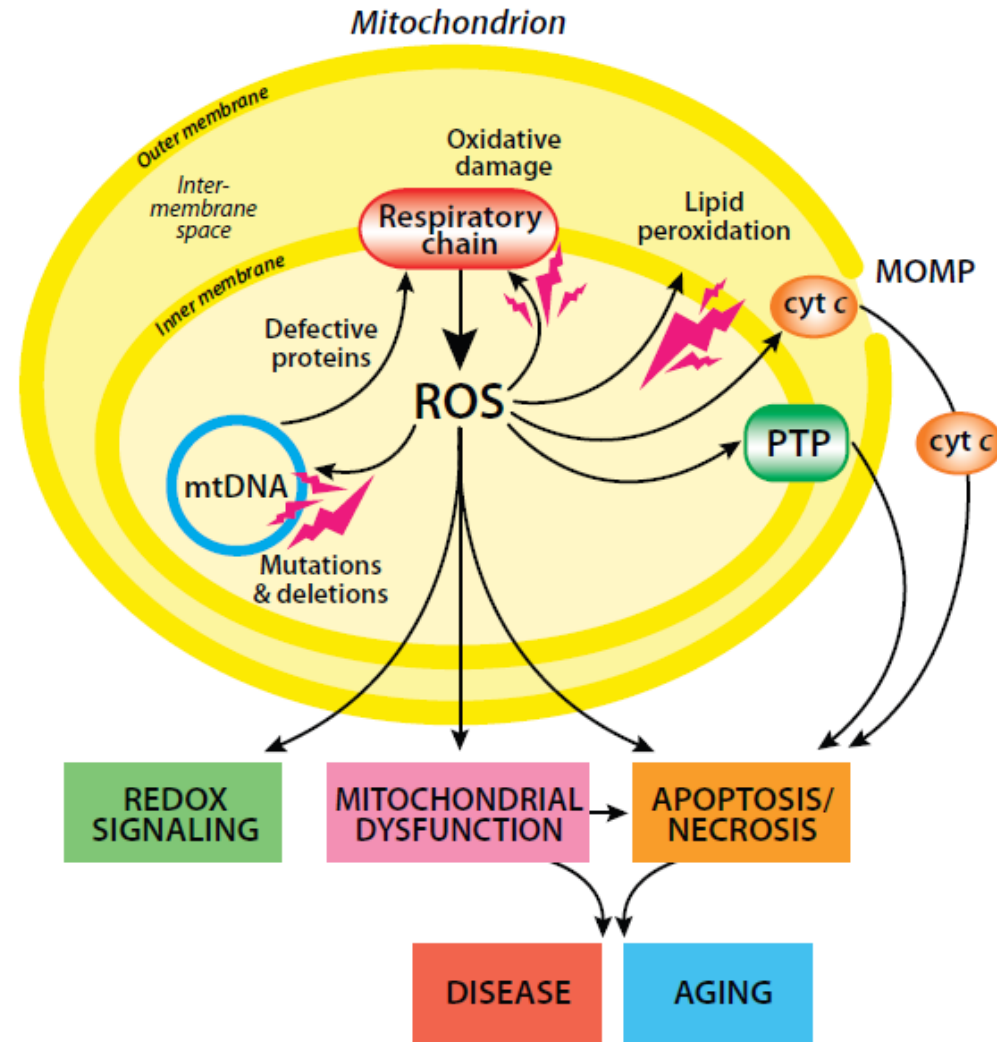 Mitochondrion
Outer membrane
Inter-
membrane
space
Inner membrane
Oxidative
damage
Respiratory
chain
Lipid
peroxidation
MOMP
cyt c
Defective
proteins
ROS
PTP
cyt c
mtDNA
Mutations
& deletions
REDOX
SIGNALING
MITOCHONDRIAL
DYSFUNCTION
APOPTOSIS/
NECROSIS
DISEASE
AGING